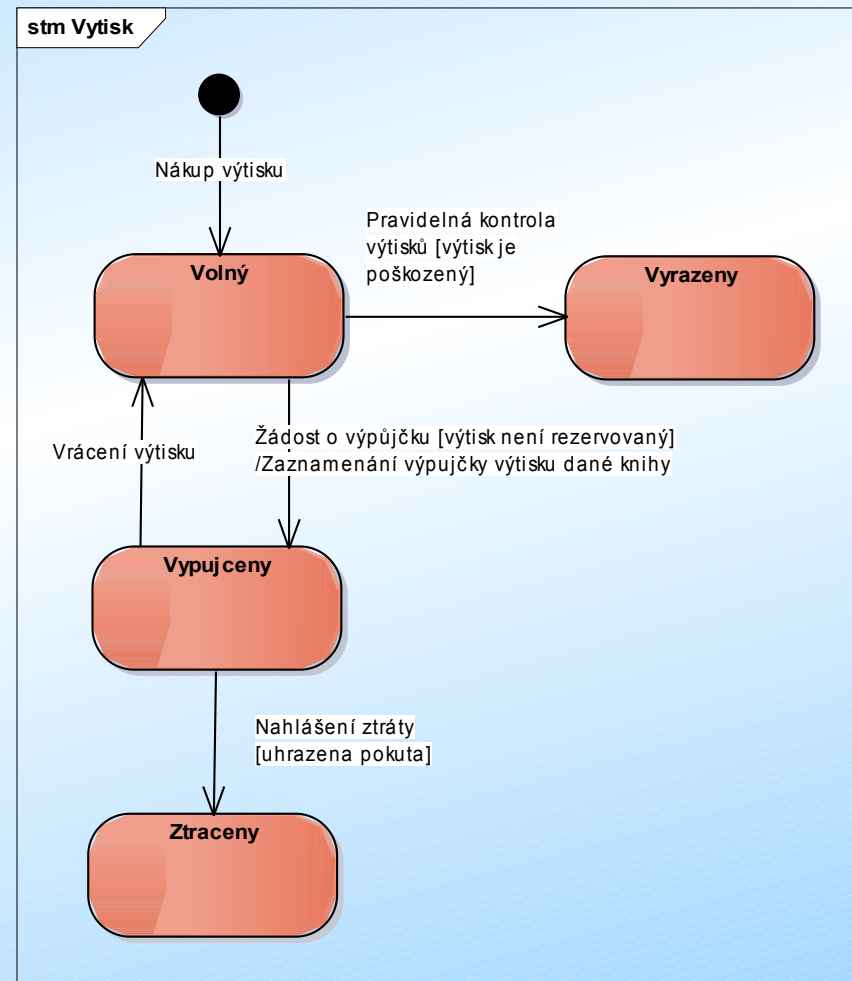 stm Vytisk
Nákup výtisku
Volný
Pravidelná kontrola
výtisků [výtisk je
poškozený]
Vyrazeny
Vrácení výtisku
Žádost o výpůjčku [výtisk není rezervovaný]
/Zaznamenání výpujčky výtisku dané knihy
Vypujceny
Nahlášení ztráty
[uhrazena pokuta]
Ztraceny